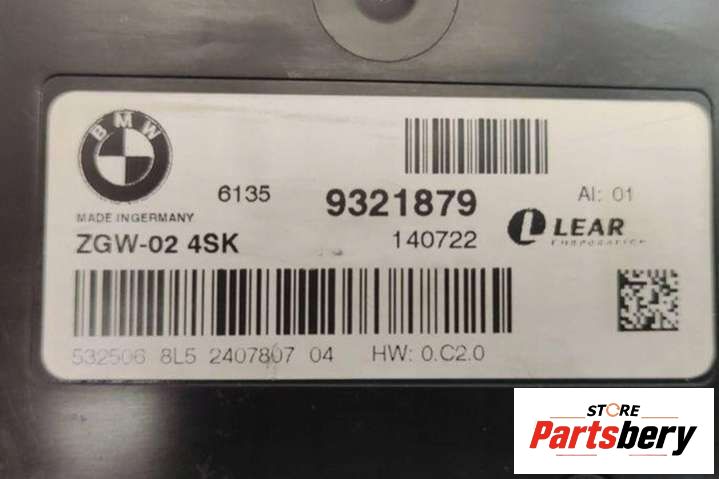 BMW
6135 9321879 AI: 01
MADE INGERMANY
ZGW-02 4SK 140722 LEAR
CORPORATION
532506 8L5 2407807 04 HW: 0.C2.0
STORE
Partsbery